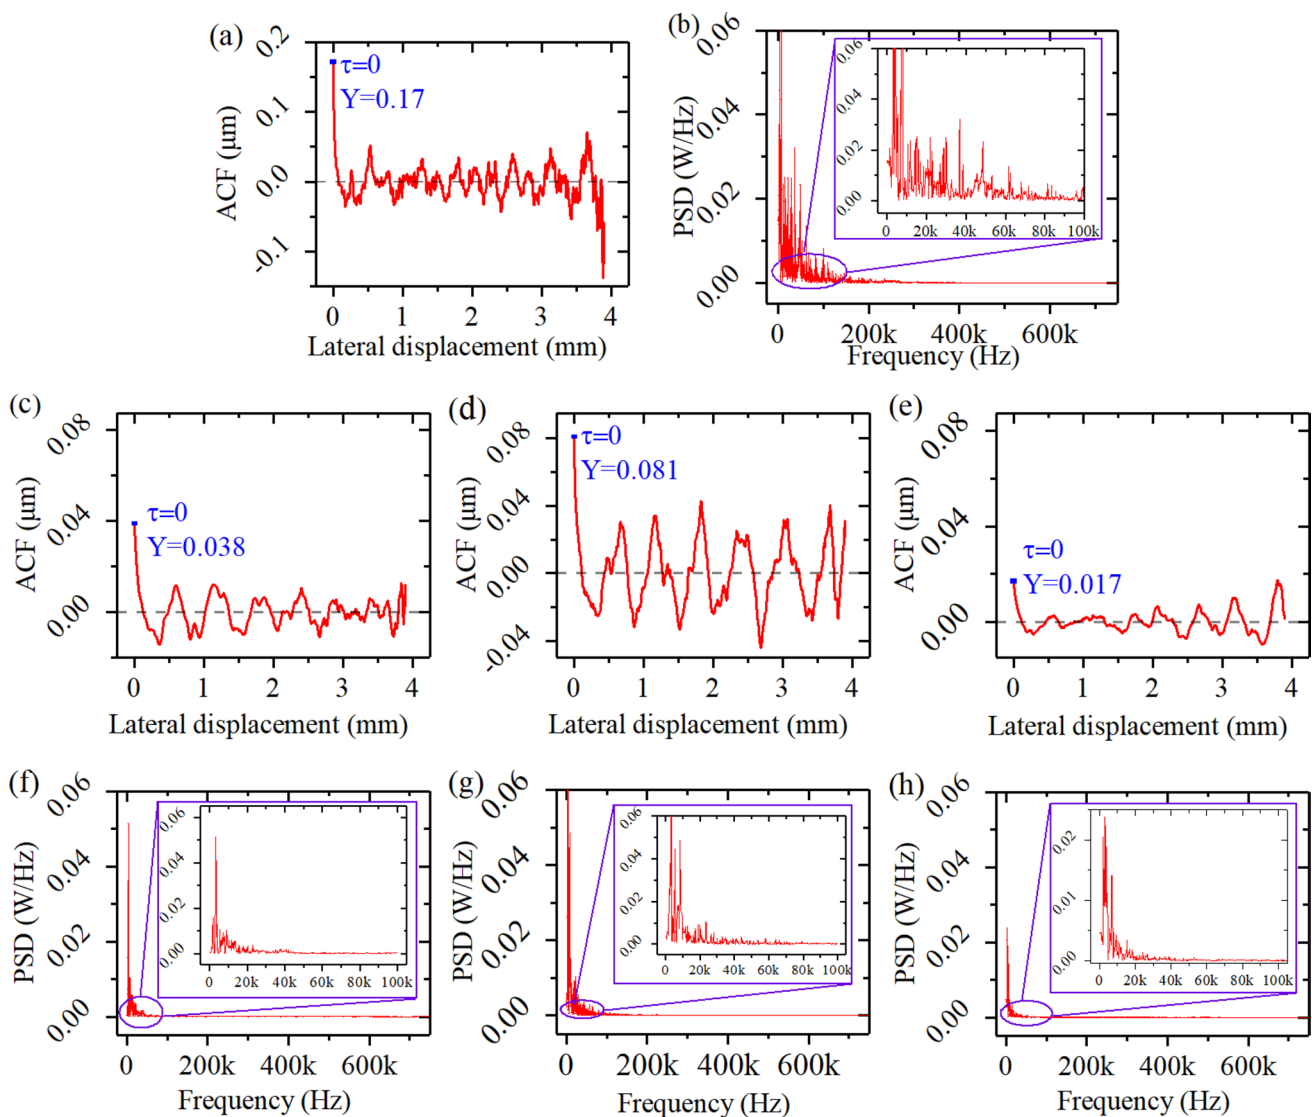 (a)
0.2
0.1
0.0
-0.1
ACF (μm)
τ=0
Y=0.17
0 1 2 3 4
Lateral displacement (mm)
(b)
0.06
0.04
0.02
0.00
PSD (W/Hz)
0.06
0.04
0.02
0.00
0 20k 40k 60k 80k 100k
0 200k 400k 600k
Frequency (Hz)
(c)
0.08
0.04
0.00
ACF (μm)
τ=0
Y=0.038
0 1 2 3 4
Lateral displacement (mm)
(d)
0.08
0.04
0.00
-0.04
ACF (μm)
τ=0
Y=0.081
0 1 2 3 4
Lateral displacement (mm)
(e)
0.08
0.04
0.00
ACF (μm)
τ=0
Y=0.017
0 1 2 3 4
Lateral displacement (mm)
(f)
0.06
0.04
0.02
0.00
PSD (W/Hz)
0.06
0.04
0.02
0.00
0 20k 40k 60k 80k 100k
0 200k 400k 600k
Frequency (Hz)
(g)
0.06
0.04
0.02
0.00
PSD (W/Hz)
0.06
0.04
0.02
0.00
0 20k 40k 60k 80k 100k
0 200k 400k 600k
Frequency (Hz)
(h)
0.06
0.04
0.02
0.00
PSD (W/Hz)
0.02
0.01
0.00
0 20k 40k 60k 80k 100k
0 200k 400k 600k
Frequency (Hz)